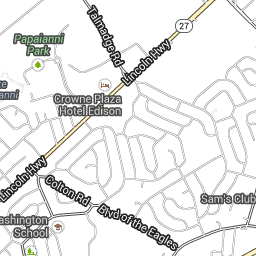 Talmadge Rd
27
Papaianni
Park
Lincoln Hwy
Crowne Plaza
Hotel Edison
Lincoln Hwy
Colton Rd
Sam's Club
Blvd of the Eagles
School